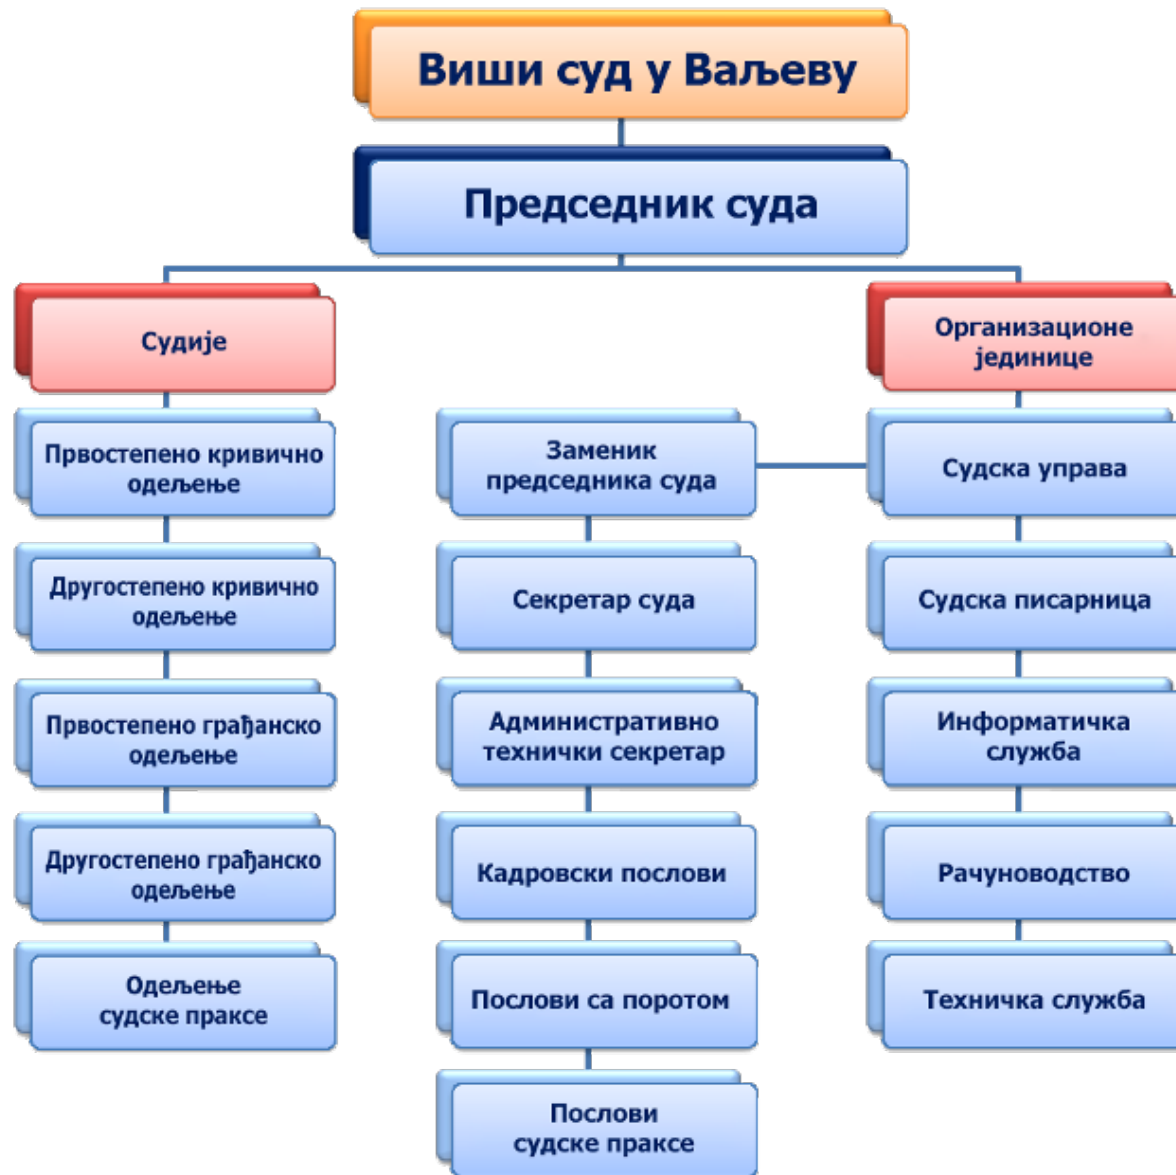 Виши суд у Ваљеву
Председник суда
Судије
Организационе
јединице
Првостепено кривично
одељење
Другостепено кривично
одељење
Првостепено грађанско
одељење
Другостепено грађанско
одељење
Одељење
судске праксе
Заменик
председника суда
Секретар суда
Административно
технички секретар
Кадровски послови
Послови са поротом
Послови
судске праксе
Судска управа
Судска писарница
Информатичка
служба
Рачуноводство
Техничка служба